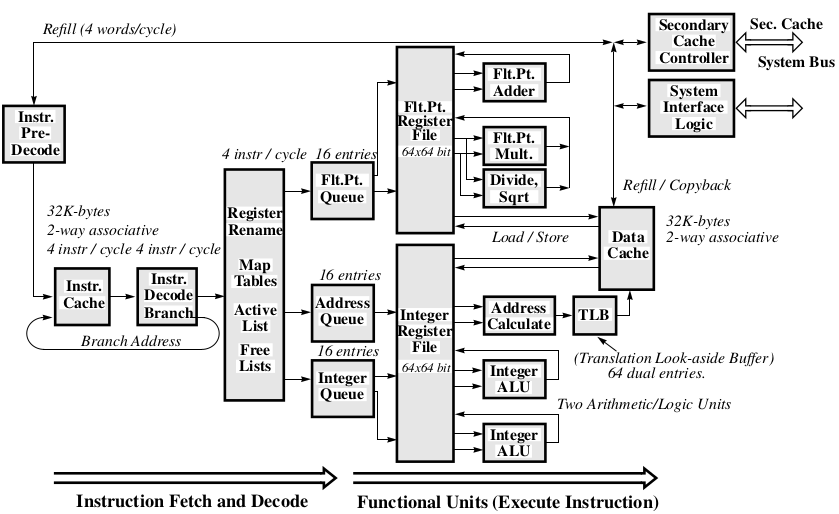 Refill (4 words/cycle)
Secondary
Cache
Controller
Sec. Cache
System Bus
System
Interface
Logic
Instr.
Pre-
Decode
Flt.Pt.
Register
File
64x64 bit
Flt.Pt.
Adder
Flt.Pt.
Mult.
Divide,
Sqrt
4 instr / cycle
16 entries
Flt.Pt.
Queue
Refill / Copyback
32K-bytes
2-way associative
4 instr / cycle
4 instr / cycle
Register
Rename
Map
Tables
Active
List
Free
Lists
Load / Store
Data
Cache
32K-bytes
2-way associative
Instr.
Cache
Instr.
Decode
Branch
Branch Address
16 entries
Address
Queue
16 entries
Integer
Queue
Integer
Register
File
64x64 bit
Address
Calculate
TLB
(Translation Look-aside Buffer)
64 dual entries.
Integer
ALU
Two Arithmetic/Logic Units
Integer
ALU
Instruction Fetch and Decode
Functional Units (Execute Instruction)